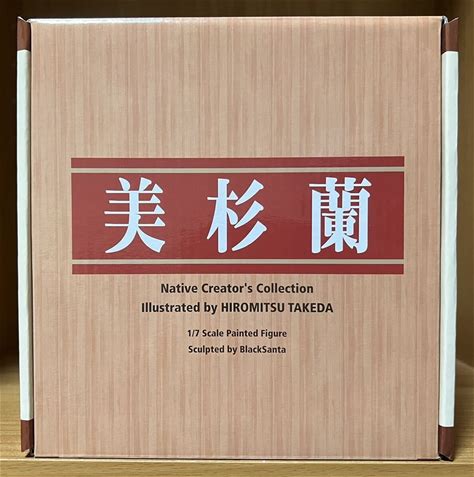 美杉蘭
Native Creator's Collection
Illustrated by HIROMITSU TAKEDA
1/7 Scale Painted Figure
Sculpted by BlackSanta